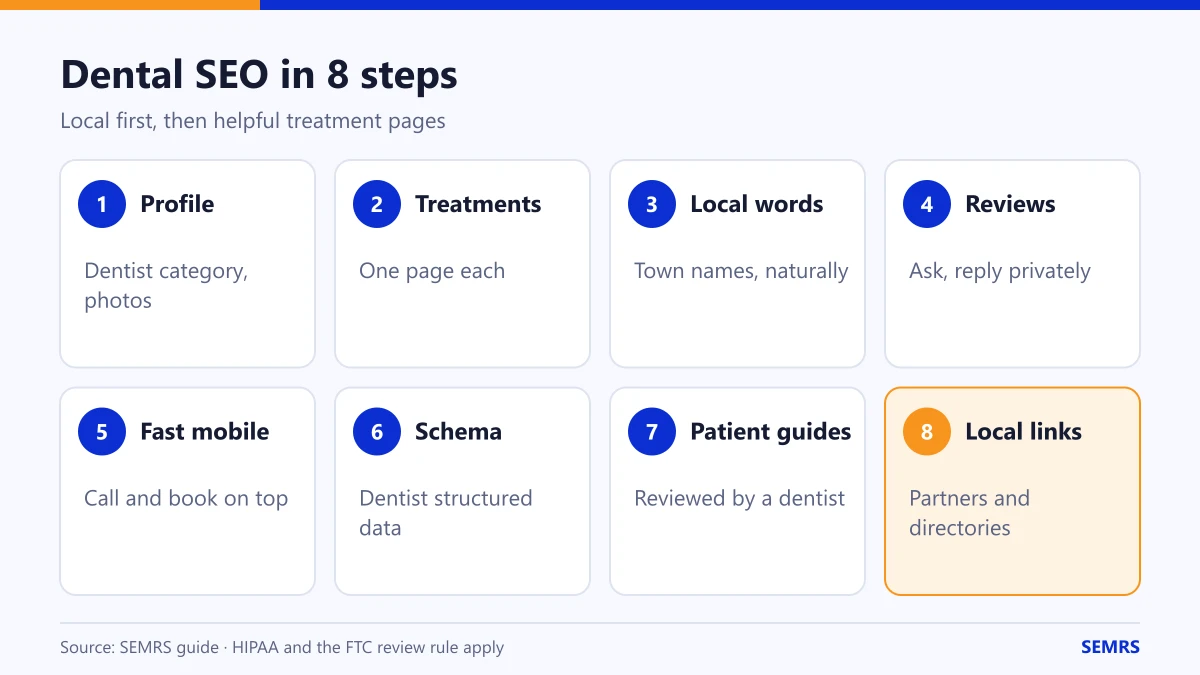 Dental SEO in 8 steps
Local first, then helpful treatment pages
1 Profile
Dentist category,
photos
2 Treatments
One page each
3 Local words
Town names, naturally
4 Reviews
Ask, reply privately
5 Fast mobile
Call and book on top
6 Schema
Dentist structured
data
7 Patient guides
Reviewed by a dentist
8 Local links
Partners and
directories
Source: SEMRS guide · HIPAA and the FTC review rule apply
SEMRS